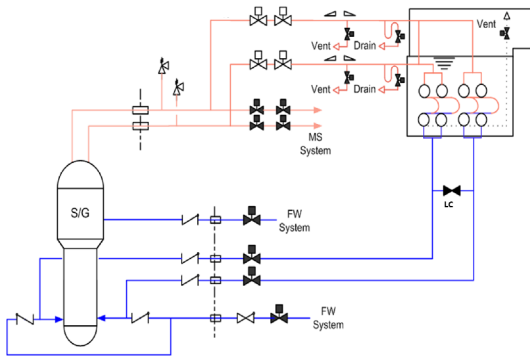 Vent
Vent
Drain
Vent
Drain
MS
System
S/G
LC
FW
System
FW
System